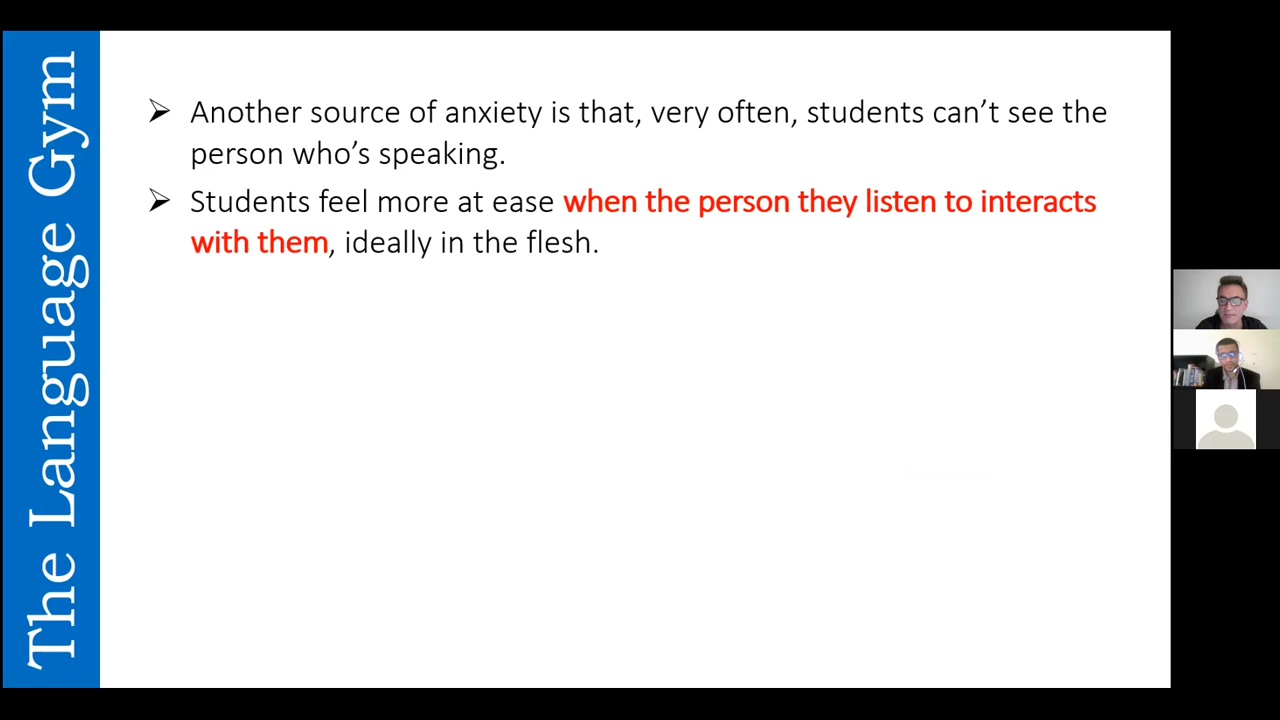 The Language Gym
➢ Another source of anxiety is that, very often, students can’t see the
person who’s speaking.
➢ Students feel more at ease when the person they listen to interacts
with them, ideally in the flesh.